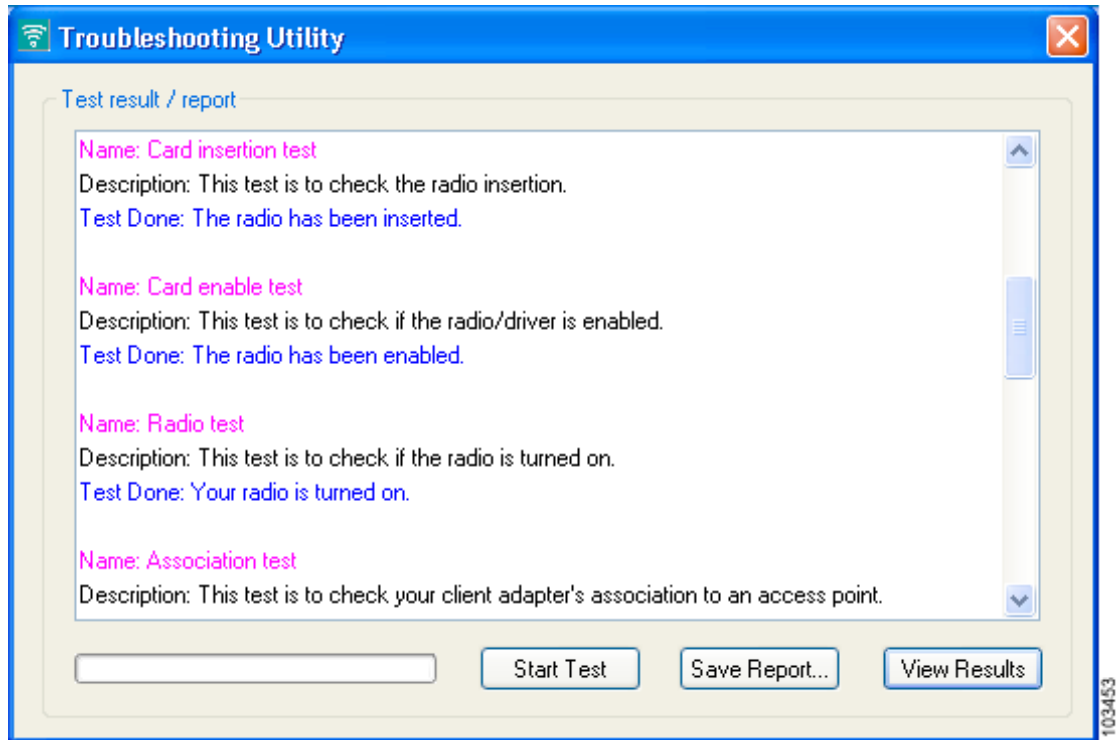 Troubleshooting Utility
Test result / report
Name: Card insertion test
Description: This test is to check the radio insertion.
Test Done: The radio has been inserted.
Name: Card enable test
Description: This test is to check if the radio/driver is enabled.
Test Done: The radio has been enabled.
Name: Radio test
Description: This test is to check if the radio is turned on.
Test Done: Your radio is turned on.
Name: Association test
Description: This test is to check your client adapter's association to an access point.
Start Test
Save Report...
View Results
103453